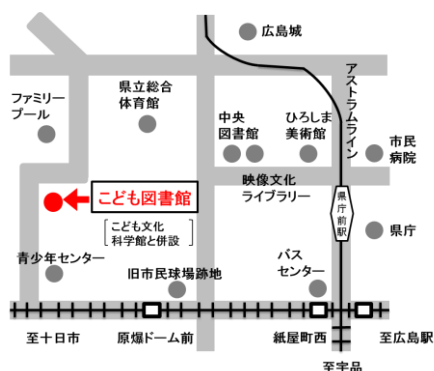 広島城
県立総合
体育館
ファミリー
プール
中央
図書館
ひろしま
美術館
アストラムライン
市民
病院
映像文化
ライブラリー
こども図書館
こども文化
科学館と併設
県庁前駅
県庁
青少年センター
旧市民球場跡地
バス
センター
至十日市
原爆ドーム前
紙屋町西
至広島駅
至宇品